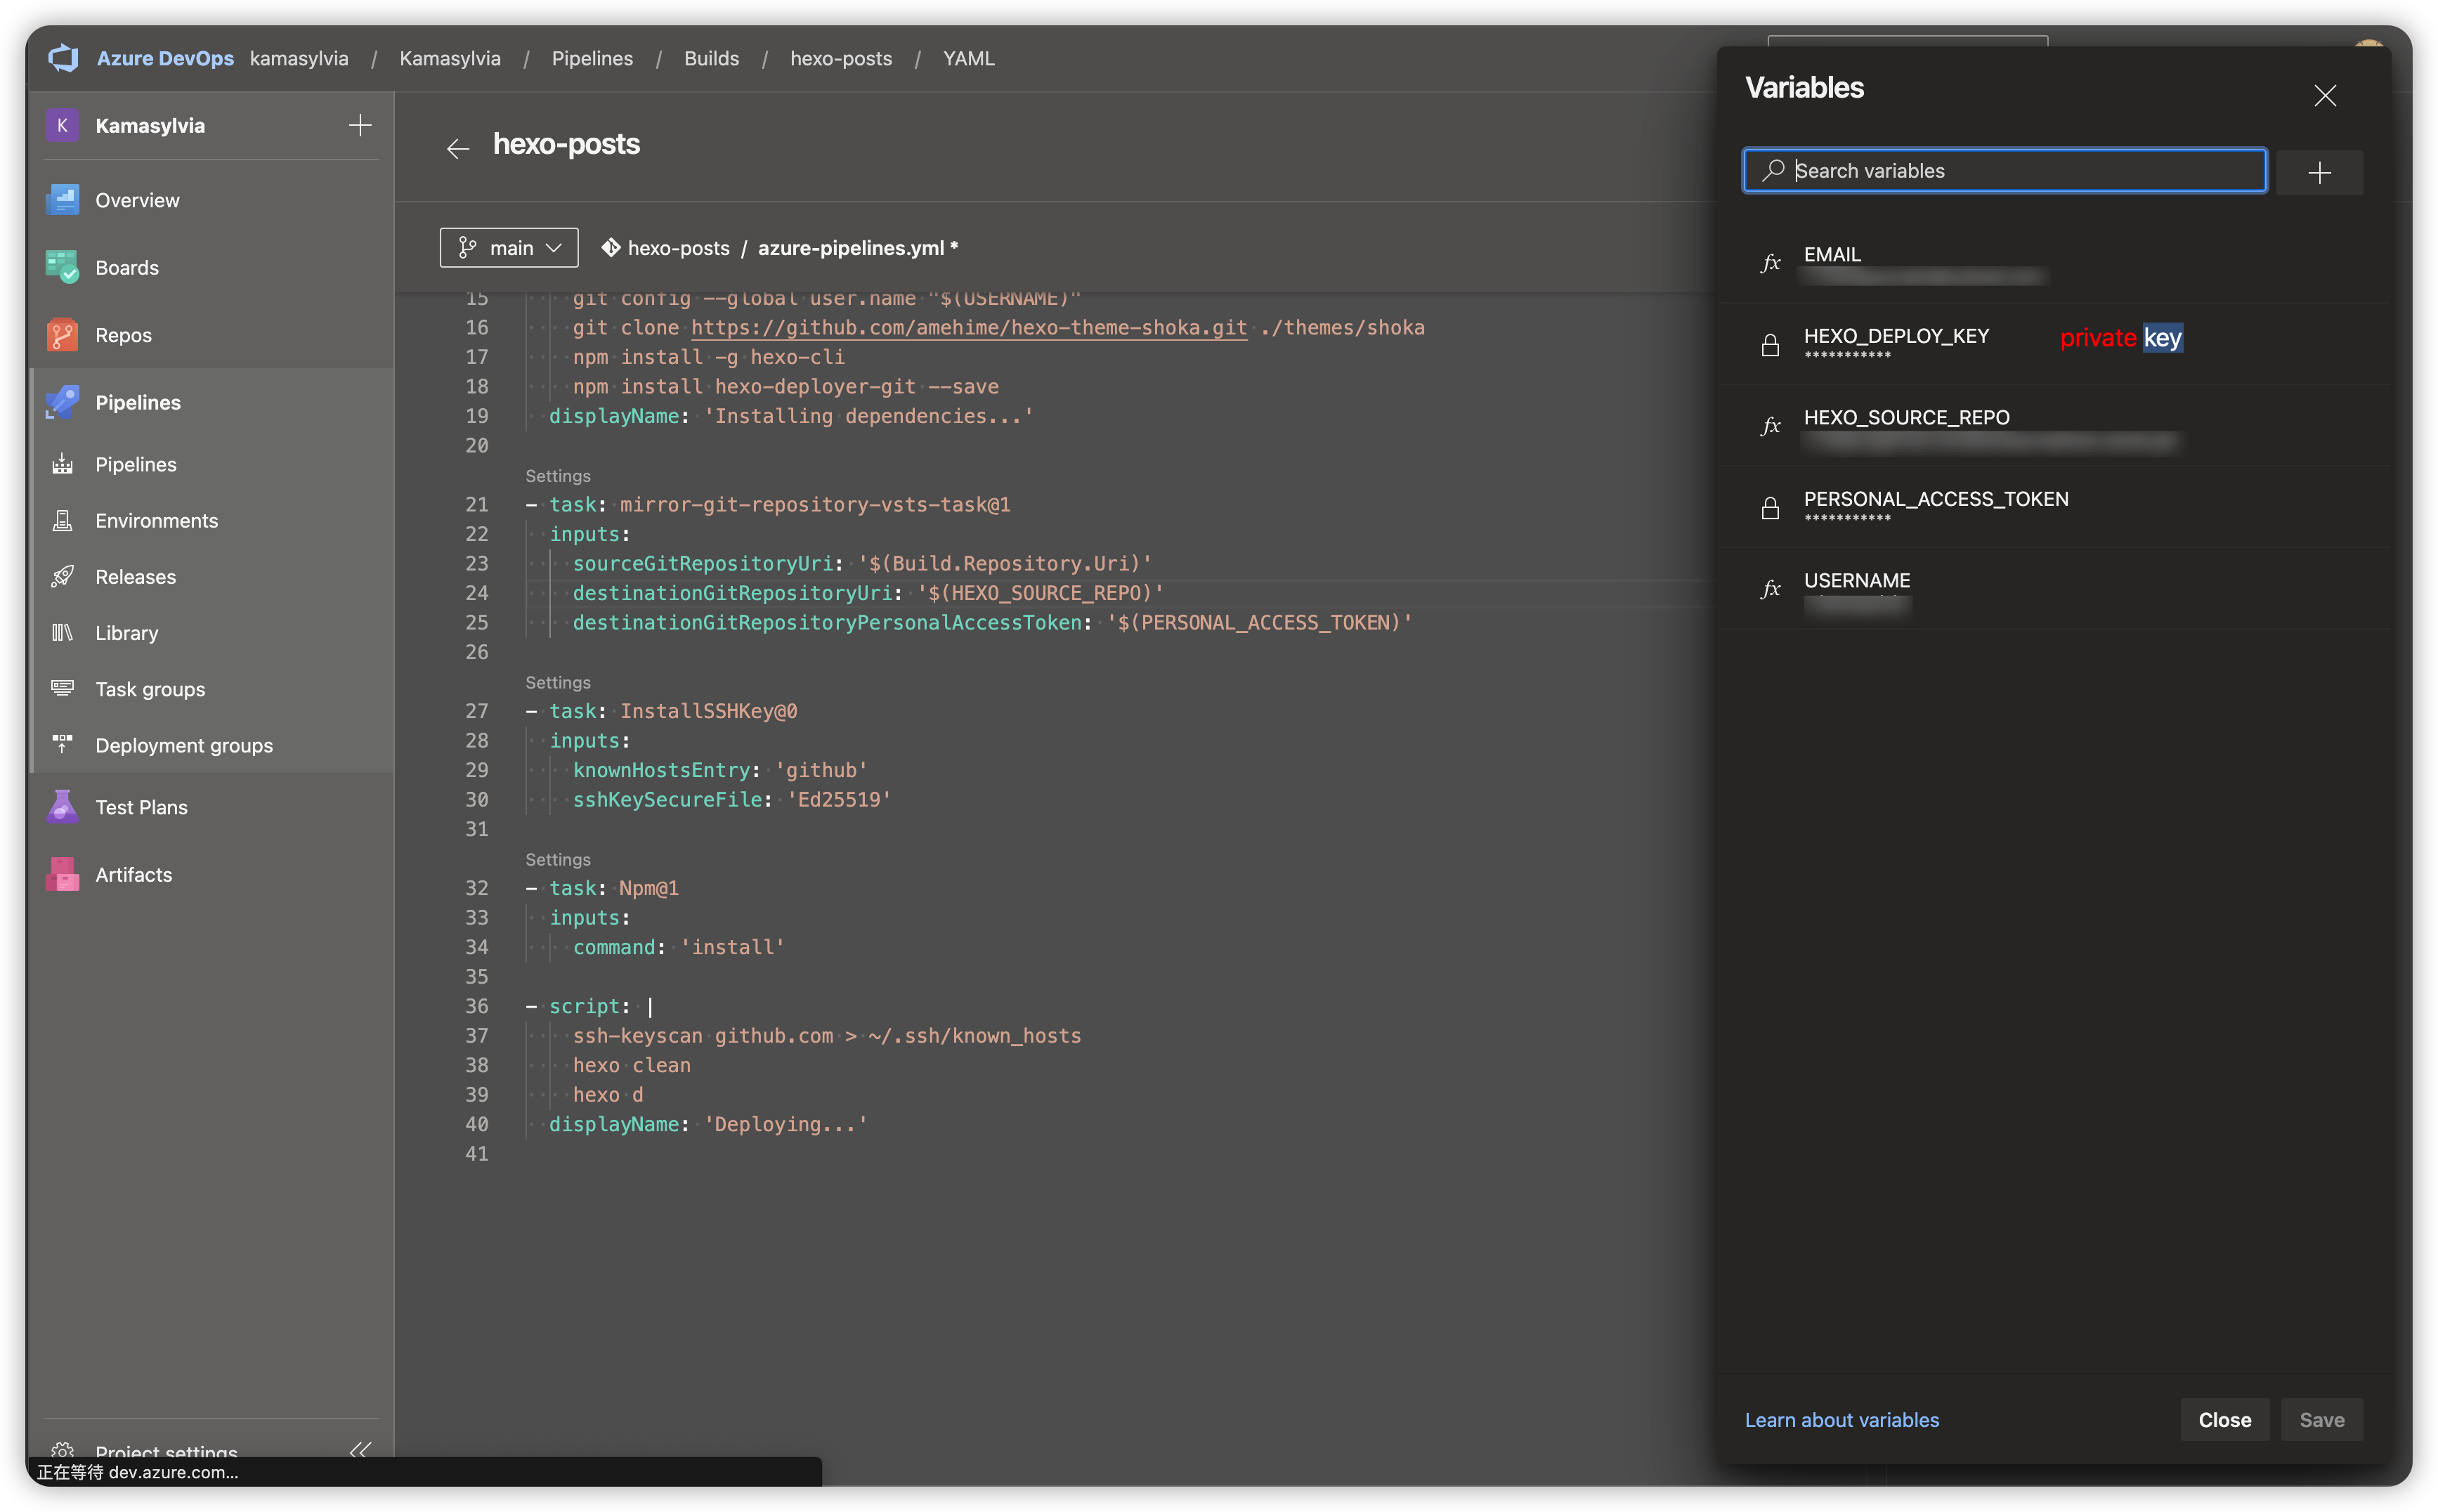 Azure DevOps kamasylvia / Kamasylvia / Pipelines / Builds / hexo-posts / YAML
K Kamasylvia
Overview
Boards
Repos
Pipelines
Pipelines
Environments
Releases
Library
Task groups
Deployment groups
Test Plans
Artifacts
Project settings
正在等待 dev.azure.com...
hexo-posts
main hexo-posts / azure-pipelines.yml *
15 git config --global user.name "$(USERNAME)"
16 git clone https://github.com/amehime/hexo-theme-shoka.git ./themes/shoka
17 npm install -g hexo-cli
18 npm install hexo-deployer-git --save
19 displayName: 'Installing dependencies...'
20
Settings
21 - task: mirror-git-repository-vsts-task@1
22 inputs:
23 sourceGitRepositoryUri: '$(Build.Repository.Uri)'
24 destinationGitRepositoryUri: '$(HEXO_SOURCE_REPO)'
25 destinationGitRepositoryPersonalAccessToken: '$(PERSONAL_ACCESS_TOKEN)'
26
Settings
27 - task: InstallSSHKey@0
28 inputs:
29 knownHostsEntry: 'github'
30 sshKeySecureFile: 'Ed25519'
31
Settings
32 - task: Npm@1
33 inputs:
34 command: 'install'
35
36 - script: |
37 ssh-keyscan github.com > ~/.ssh/known_hosts
38 hexo clean
39 hexo d
40 displayName: 'Deploying...'
41
Variables
Search variables
fx EMAIL
HEXO_DEPLOY_KEY private key
***********
fx HEXO_SOURCE_REPO
PERSONAL_ACCESS_TOKEN
***********
fx USERNAME
Learn about variables Close Save